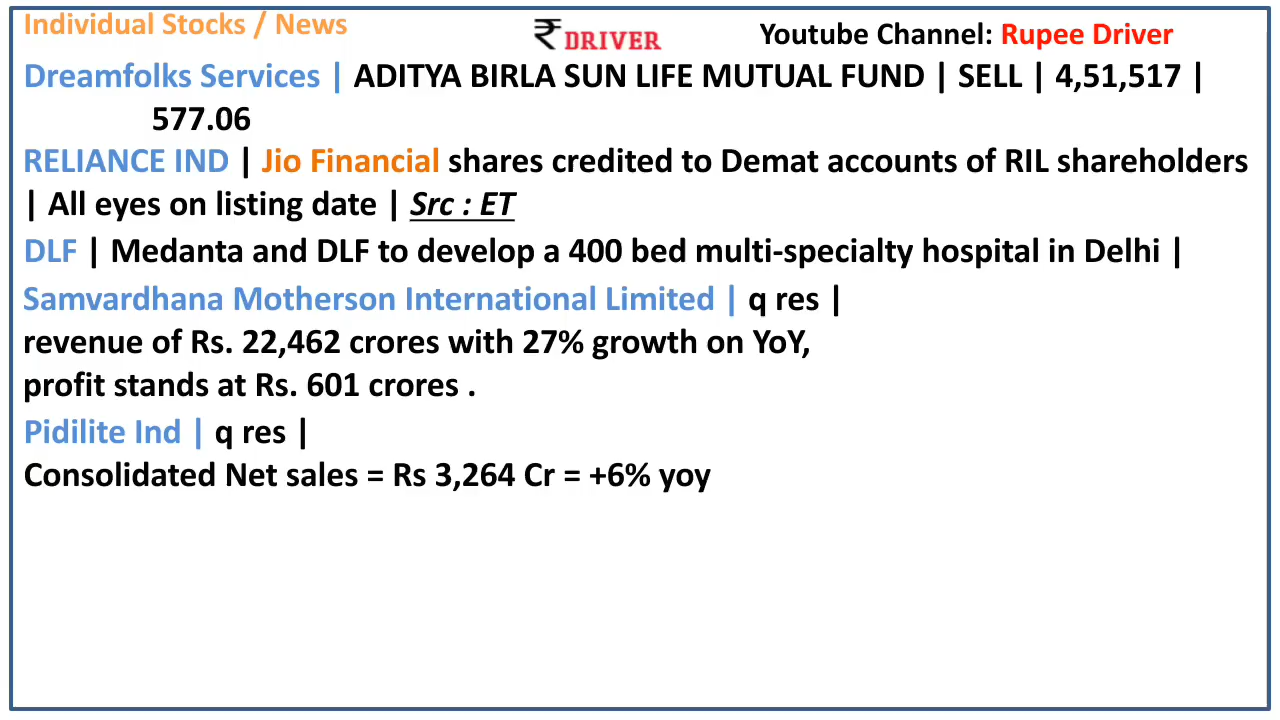 Individual Stocks / News
₹ DRIVER
Youtube Channel: Rupee Driver
Dreamfolks Services | ADITYA BIRLA SUN LIFE MUTUAL FUND | SELL | 4,51,517 |
577.06
RELIANCE IND | Jio Financial shares credited to Demat accounts of RIL shareholders
| All eyes on listing date | Src : ET
DLF | Medanta and DLF to develop a 400 bed multi-specialty hospital in Delhi |
Samvardhana Motherson International Limited | q res |
revenue of Rs. 22,462 crores with 27% growth on YoY,
profit stands at Rs. 601 crores .
Pidilite Ind | q res |
Consolidated Net sales = Rs 3,264 Cr = +6% yoy